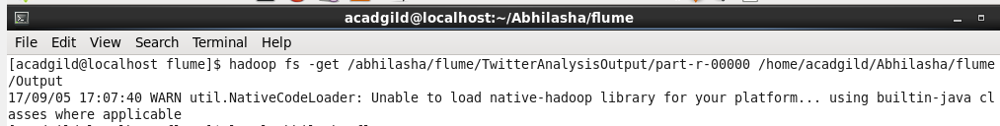 acadgild@localhost:~/Abhilasha/flume
File Edit View Search Terminal Help
[acadgild@localhost flume]$ hadoop fs -get /abhilasha/flume/TwitterAnalysisOutput/part-r-00000 /home/acadgild/Abhilasha/flume
/Output
17/09/05 17:07:40 WARN util.NativeCodeLoader: Unable to load native-hadoop library for your platform... using builtin-java cl
asses where applicable